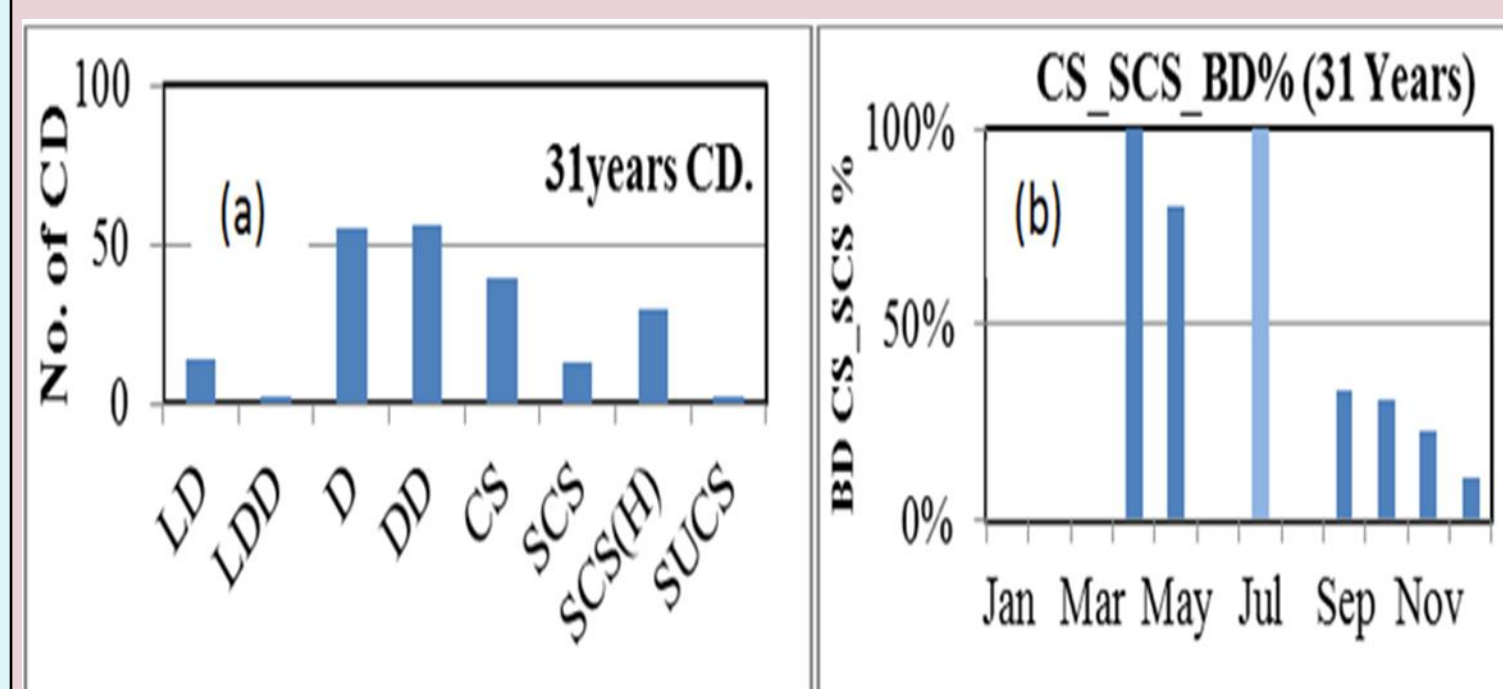 100
50
0
No. of CD
(a)
31years CD.
LD
LDD
D
DD
CS
SCS
SCS(H)
SUCS
CS_SCS_BD% (31 Years)
100%
50%
0%
BD CS_SCS %
(b)
Jan Mar May Jul Sep Nov